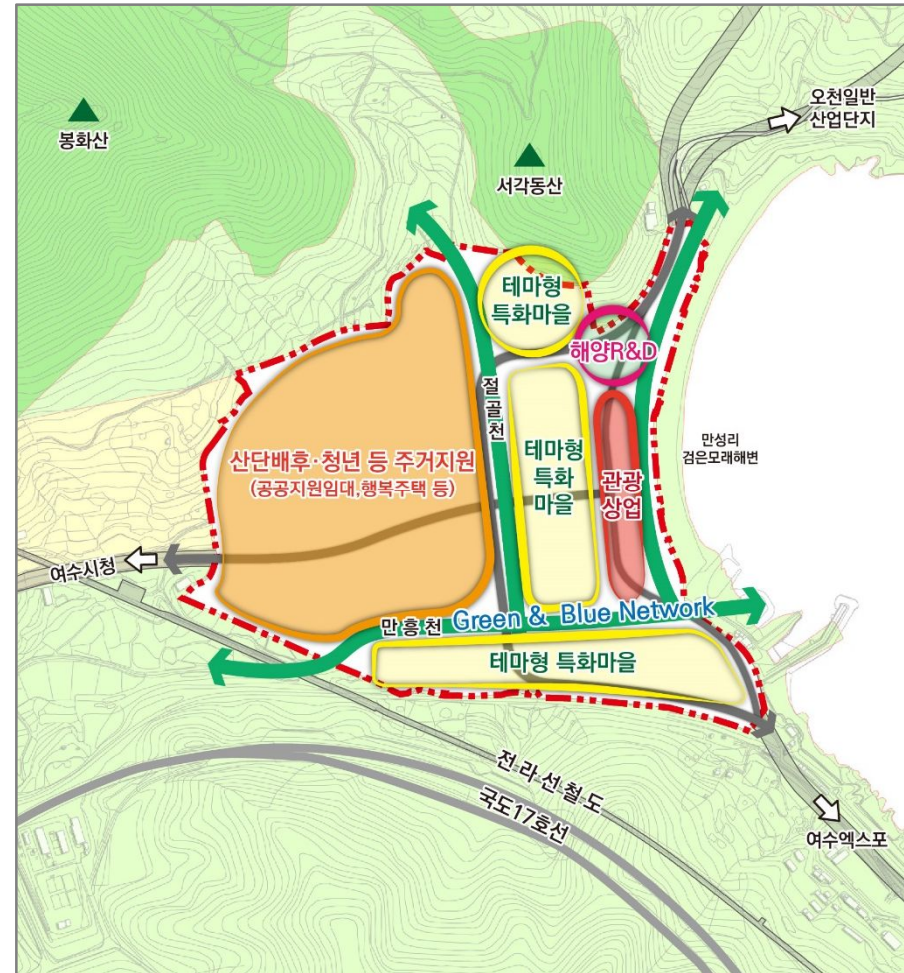 오천일반
산업단지
봉화산
서각동산
테마형
특화마을
해양R&D
절골천
만성리
검은모래해변
테마형
특화
마을
관광
상업
산단배후·청년 등 주거지원
(공공지원임대,행복주택 등)
여수시청
만흥천
Green & Blue Network
테마형 특화마을
전라선철도
국도17호선
여수엑스포